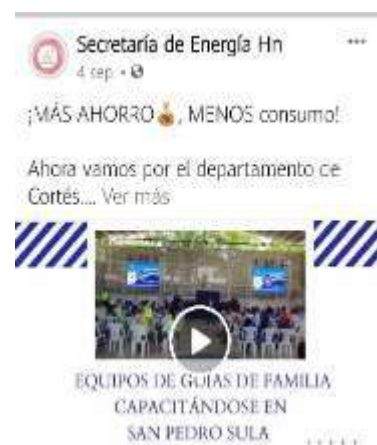 Secretaría de Energía Hn
4 sep. ·
¡MÁS AHORRO💰, MENOS consumo!
Ahora vamos por el departamento de
Cortés.... Ver más
EQUIPOS DE GUIAS DE FAMILIA
CAPACITÁNDOSE EN
SAN PEDRO SULA